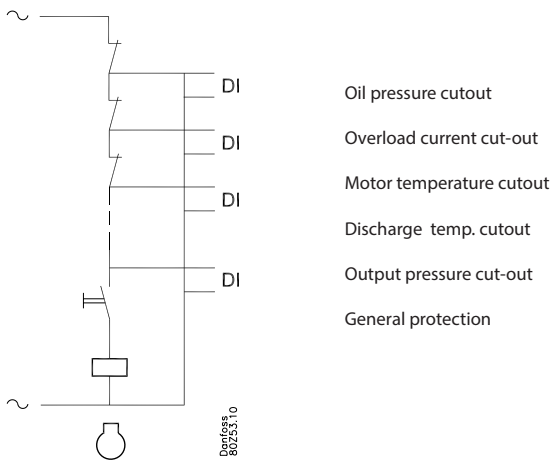 DI
DI
DI
DI
Oil pressure cutout
Overload current cut-out
Motor temperature cutout
Discharge temp. cutout
Output pressure cut-out
General protection
Danfoss
80Z53.10